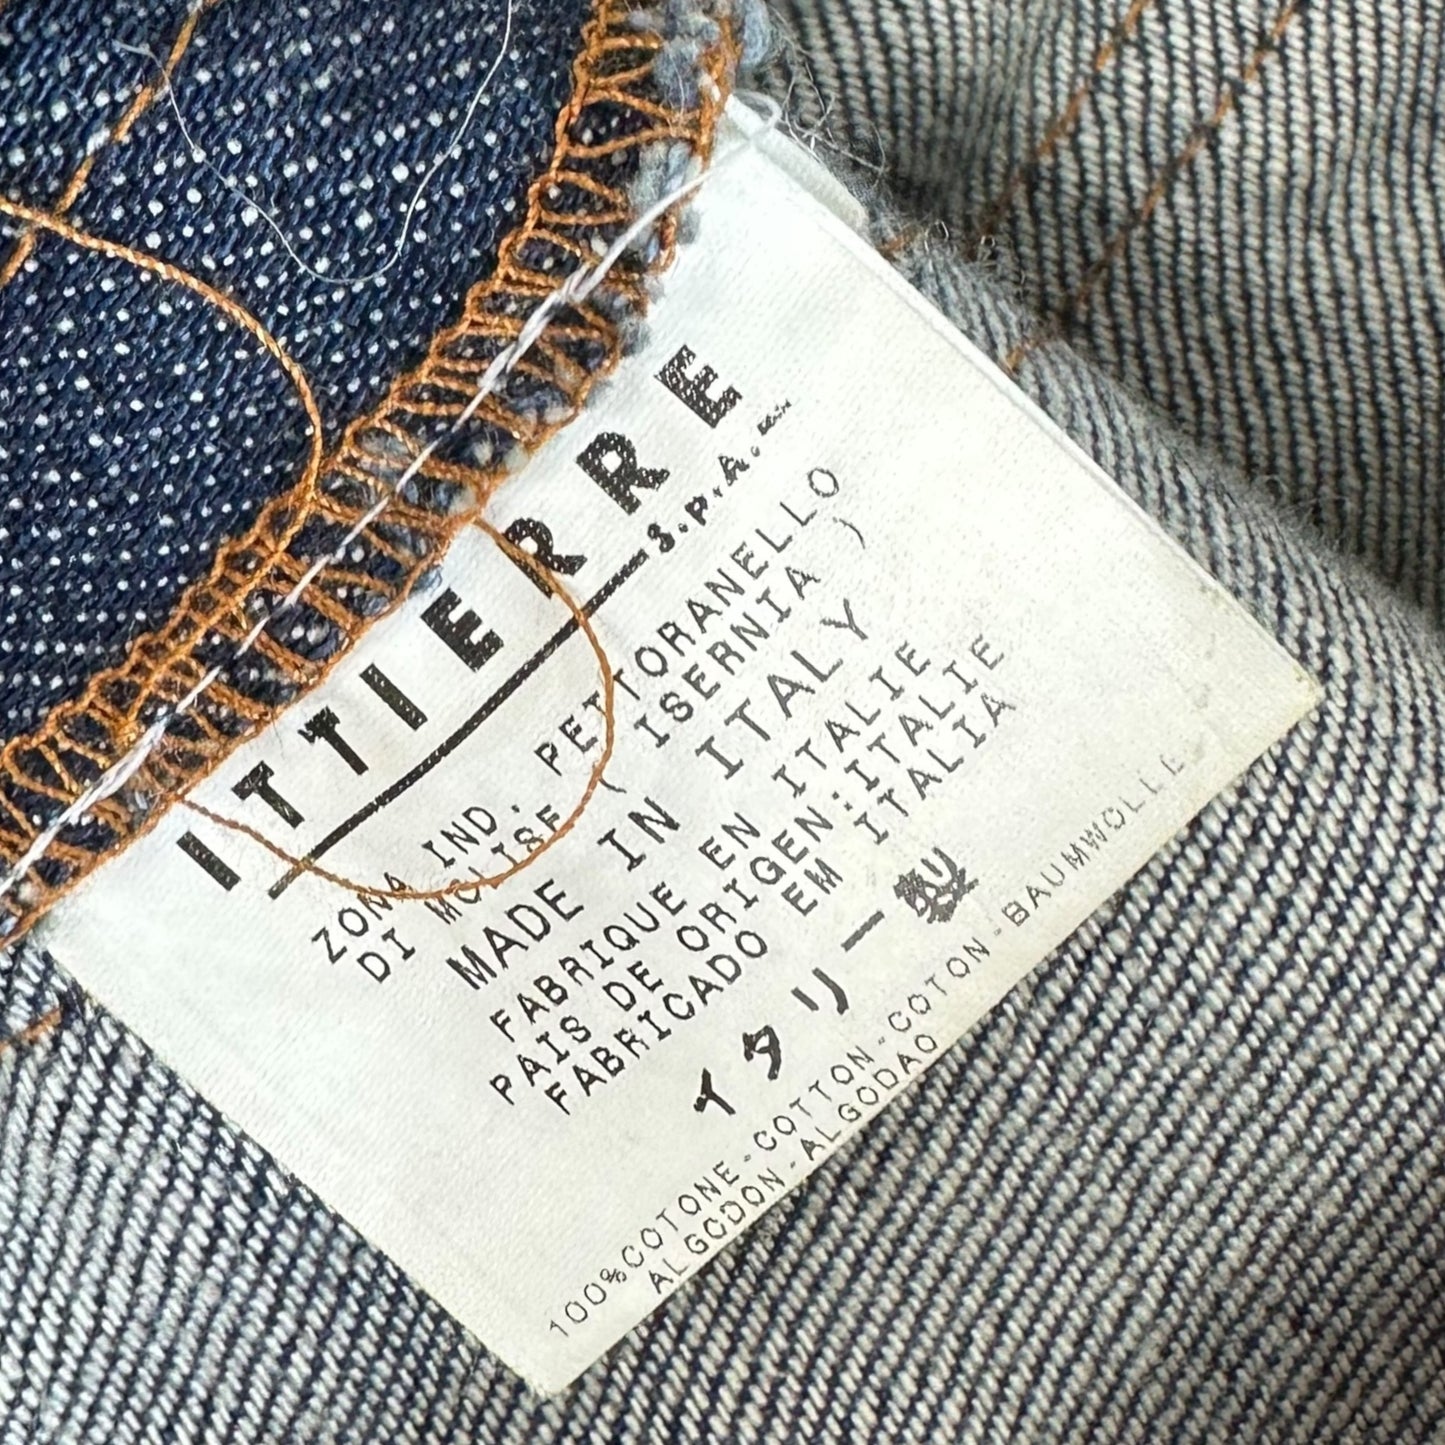 ITTIERRE
S.p.A.
ZONA IND. PETTORANELLO
DI MOLISE ( ISERNIA )
MADE IN ITALY
FABRIQUE EN ITALIE
PAIS DE ORIGEN:ITALIE
FABRICADO EM ITALIA
イタリー製
100%COTONE-COTTON-COTON-BAUMWOLLE
ALGODON-ALGODAO